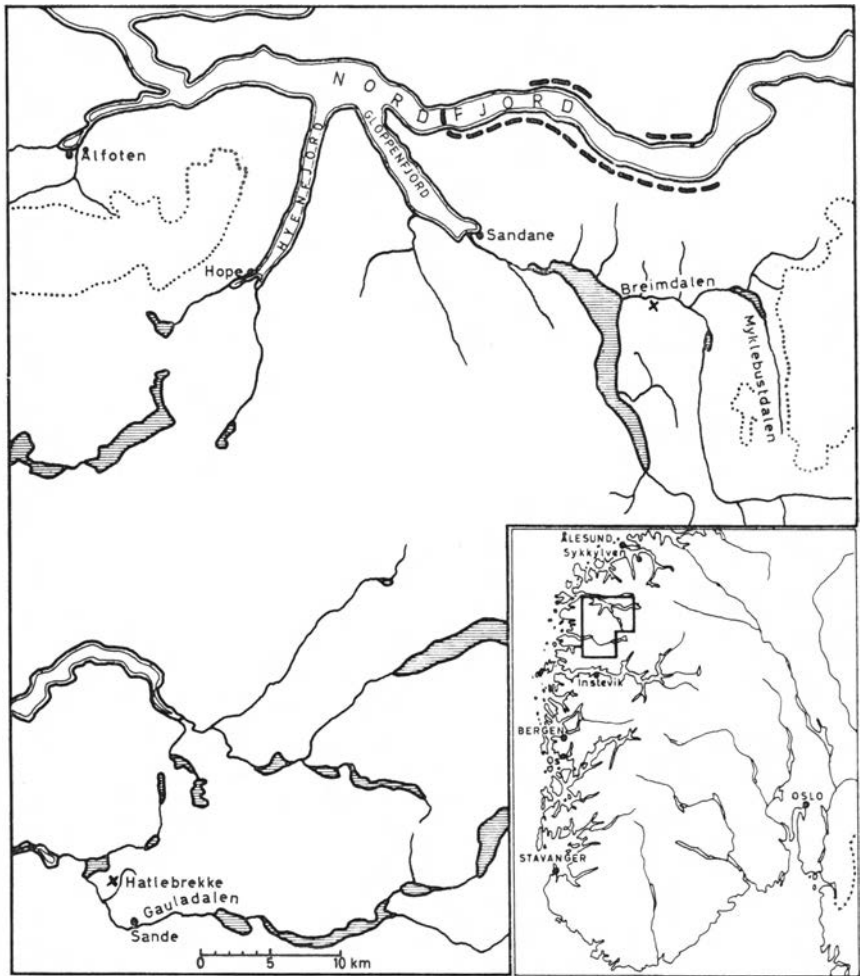 NORDFJORD
GLOPPENFJORD
HYENFJORD
Ålfoten
Sandane
Hope
Breimdalen
Myklebustdalen
ÅLESUND
Sykkylven
Instevik
BERGEN
Os
OSLO
STAVANGER
Hatlebrekke
Gauladalen
Sande
0 5 10 km